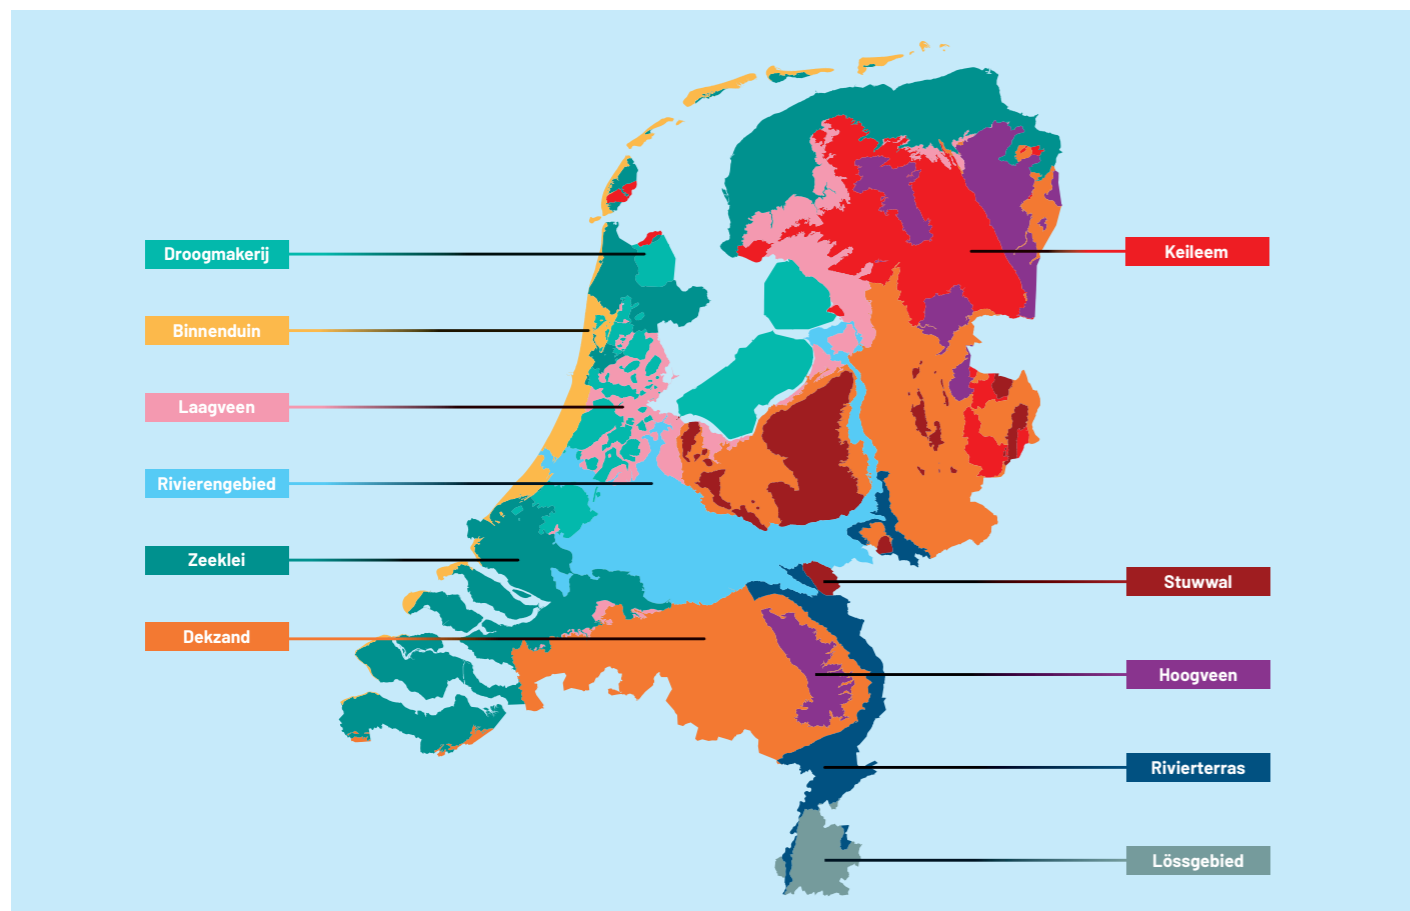 Droogmakerij
Binnenduin
Laagveen
Rivierengebied
Zeeklei
Dekzand
Keileem
Stuwwal
Hoogveen
Rivierterras
Lössgebied